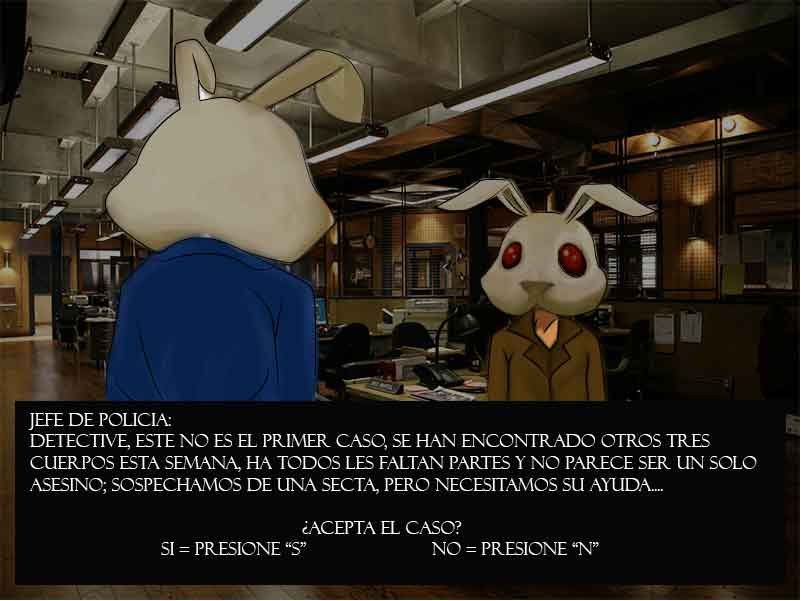 JEFE DE POLICIA:
DETECTIVE, ESTE NO ES EL PRIMER CASO, SE HAN ENCONTRADO OTROS TRES
CUERPOS ESTA SEMANA, HA TODOS LES FALTAN PARTES Y NO PARECE SER UN SOLO
ASESINO; SOSPECHAMOS DE UNA SECTA, PERO NECESITAMOS SU AYUDA....
¿ACEPTA EL CASO?
SI = PRESIONE “S” NO = PRESIONE “N”